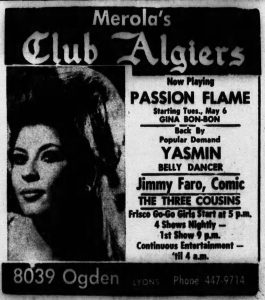 Merola's
Club Algiers
Now Playing
PASSION FLAME
Starting Tues., May 6
GINA BON-BON
Back By
Popular Demand
YASMIN
BELLY DANCER
Jimmy Faro, Comic
THE THREE COUSINS
Frisco Go-Go Girls Start at 5 p.m.
4 Shows Nightly —
1st Show 9 p.m.
Continuous Entertainment —
'til 4 a.m.
8039 Ogden LYONS Phone 447-9714